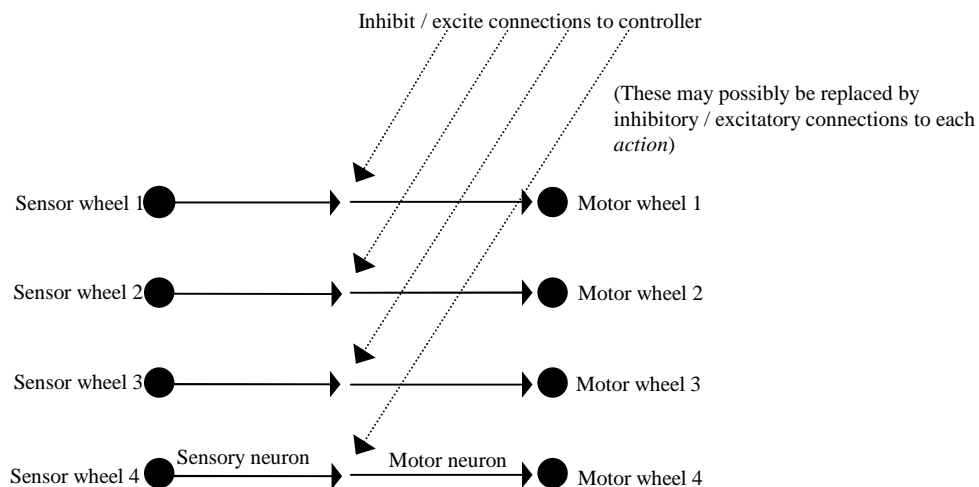 Inhibit / excite connections to controller
(These may possibly be replaced by
inhibitory / excitatory connections to each
action)
Sensor wheel 1
Motor wheel 1
Sensor wheel 2
Motor wheel 2
Sensor wheel 3
Motor wheel 3
Sensor wheel 4
Sensory neuron
Motor neuron
Motor wheel 4